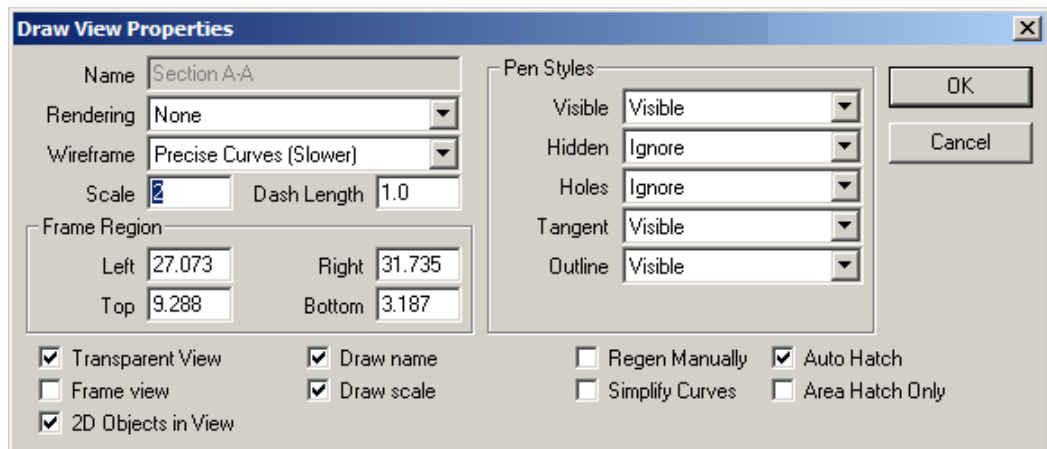 Draw View Properties
Name Section A-A
Rendering None
Wireframe Precise Curves (Slower)
Scale 2 Dash Length 1.0
Frame Region
Left 27.073 Right 31.735
Top 9.288 Bottom 3.187
Pen Styles
Visible Visible
Hidden Ignore
Holes Ignore
Tangent Visible
Outline Visible
OK
Cancel
Transparent View Draw name Regen Manually Auto Hatch
Frame view Draw scale Simplify Curves Area Hatch Only
2D Objects in View